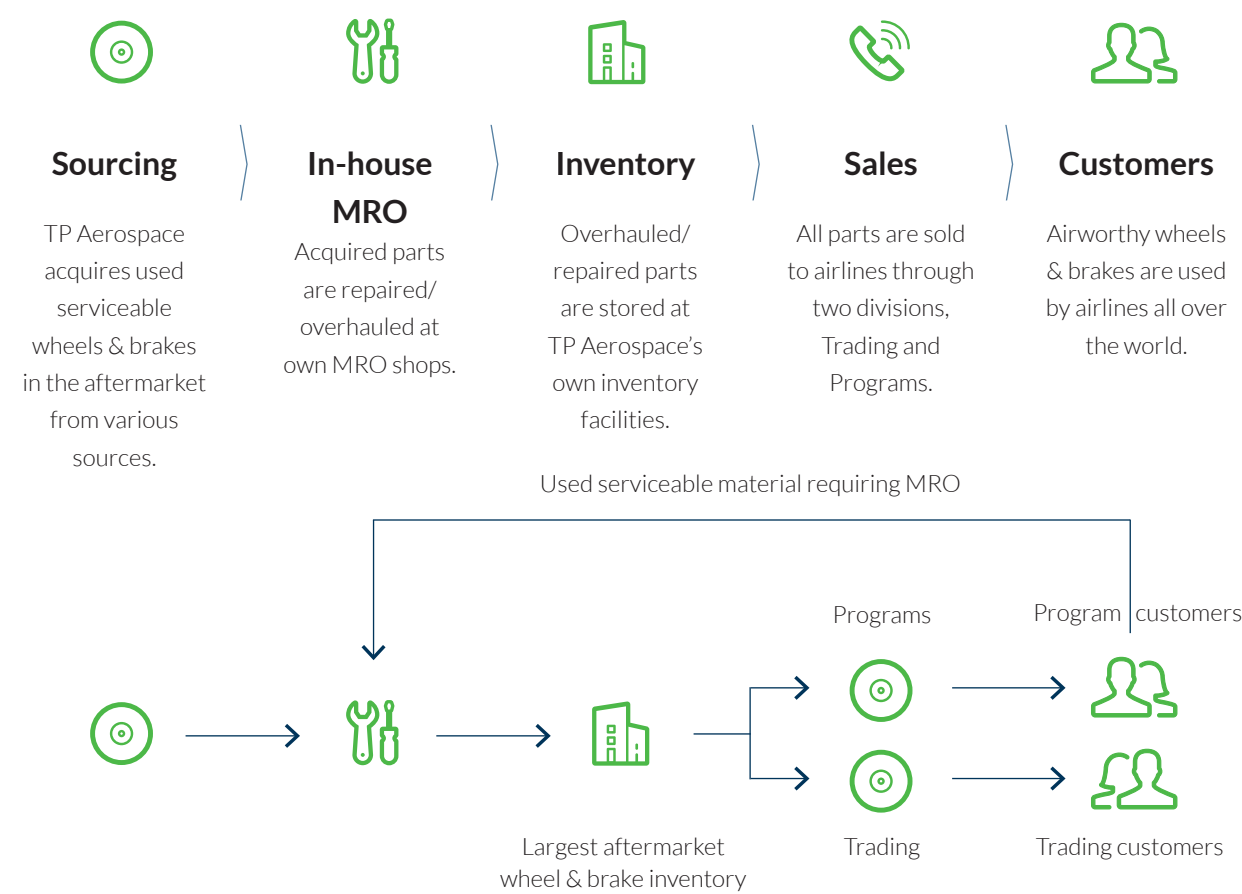 Sourcing
TP Aerospace
acquires used
serviceable
wheels & brakes
in the aftermarket
from various
sources.
In-house
MRO
Acquired parts
are repaired/
overhauled at
own MRO shops.
Inventory
Overhauled/
repaired parts
are stored at
TP Aerospace’s
own inventory
facilities.
Sales
All parts are sold
to airlines through
two divisions,
Trading and
Programs.
Customers
Airworthy wheels
& brakes are used
by airlines all over
the world.
Used serviceable material requiring MRO
Programs
Program customers
Largest aftermarket
wheel & brake inventory
Trading
Trading customers